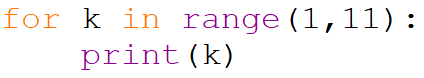 for k in range(1,11):
    print(k)